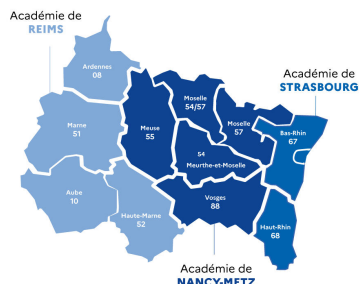 Académie de
REIMS
Ardennes
08
Marne
51
Aube
10
Haute-Marne
52
Meuse
55
Moselle
54/57
Moselle
57
54
Meurthe-et-Moselle
Vosges
88
Académie de
STRASBOURG
Bas-Rhin
67
Haut-Rhin
68
Académie de
NANCY-METZ